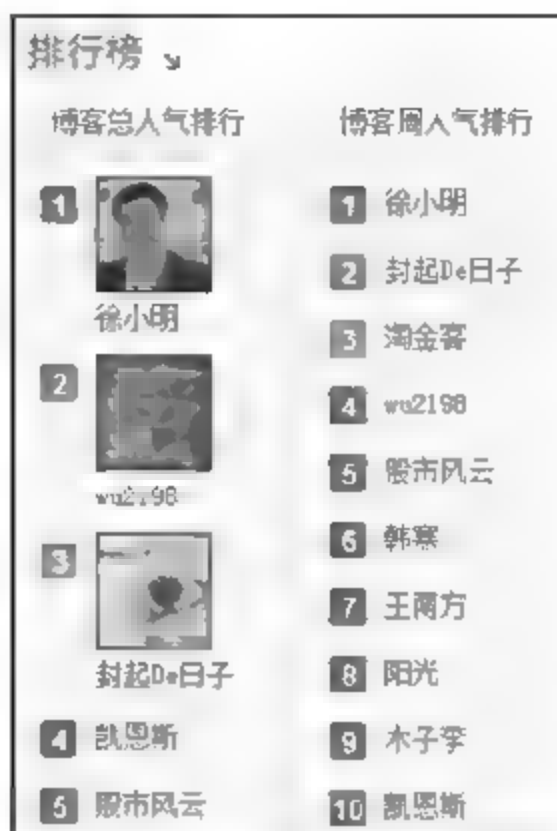 排行榜
博客总人气排行
1
徐小明
2
wu2198
3
封起De日子
4 凯恩斯
5 股市风云
博客周人气排行
1 徐小明
2 封起De日子
3 淘金客
4 wu2198
5 股市风云
6 韩寒
7 王南方
8 阳光
9 木子李
10 凯恩斯